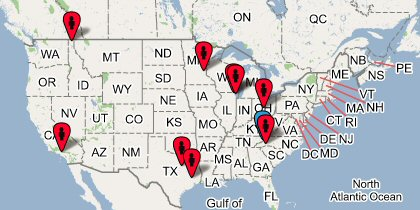 ON
QC
WA
MT
ND
MN
NB
PE
OR
ID
SD
WI
MI
ME
NS
WY
IA
NY
VT
NH
NV
UT
CO
NE
IL
IN
OH
PA
MA
RI
CT
NJ
DE
MD
DC
CA
KS
MO
KY
VA
AZ
NM
OK
AR
TN
NC
SC
MS
AL
GA
TX
LA
FL
North
Atlantic Ocean
Gulf of